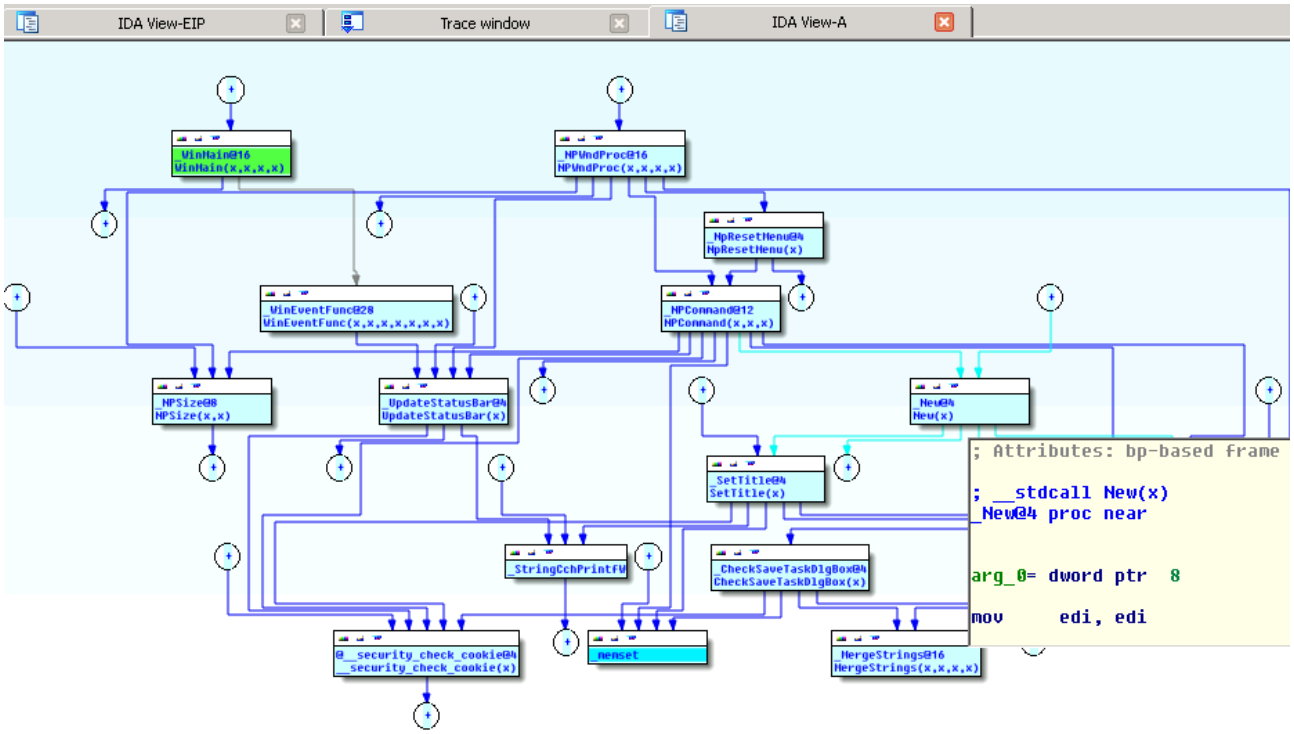 IDA View-EIP
Trace window
IDA View-A
_WinMain@16
WinMain(x,x,x,x)
_NPWndProc@16
NPWndProc(x,x,x,x)
_NpResetMenu@4
NpResetMenu(x)
_WinEventFunc@28
WinEventFunc(x,x,x,x,x,x,x)
_NPCommand@12
NPCommand(x,x,x)
_NPSize@8
NPSize(x,x)
_UpdateStatusBar@4
UpdateStatusBar(x)
_New@4
New(x)
; Attributes: bp-based frame
; __stdcall New(x)
_New@4 proc near
arg_0= dword ptr 8
mov edi, edi
_SetTitle@4
SetTitle(x)
_StringCchPrintfW
_CheckSaveTaskDlgBox@4
CheckSaveTaskDlgBox(x)
@__security_check_cookie@4
__security_check_cookie(x)
_memset
_MergeStrings@16
MergeStrings(x,x,x,x)